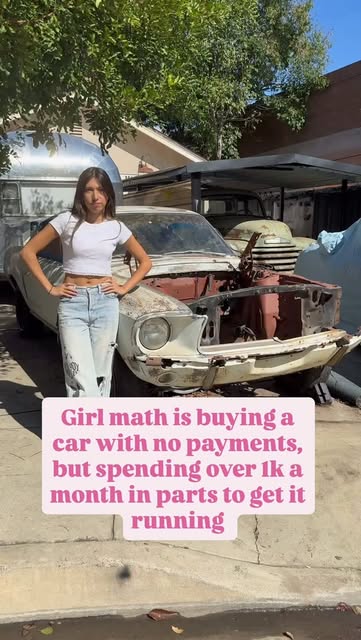 Girl math is buying a
car with no payments,
but spending over 1k a
month in parts to get it
running